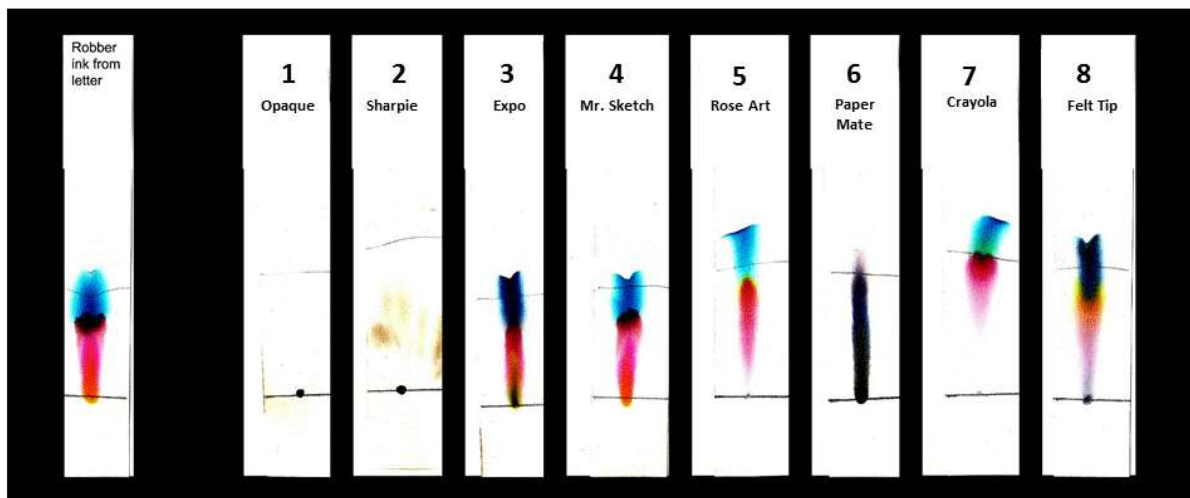 Robber
ink from
letter
1
Opaque
2
Sharpie
3
Expo
4
Mr. Sketch
5
Rose Art
6
Paper
Mate
7
Crayola
8
Felt Tip